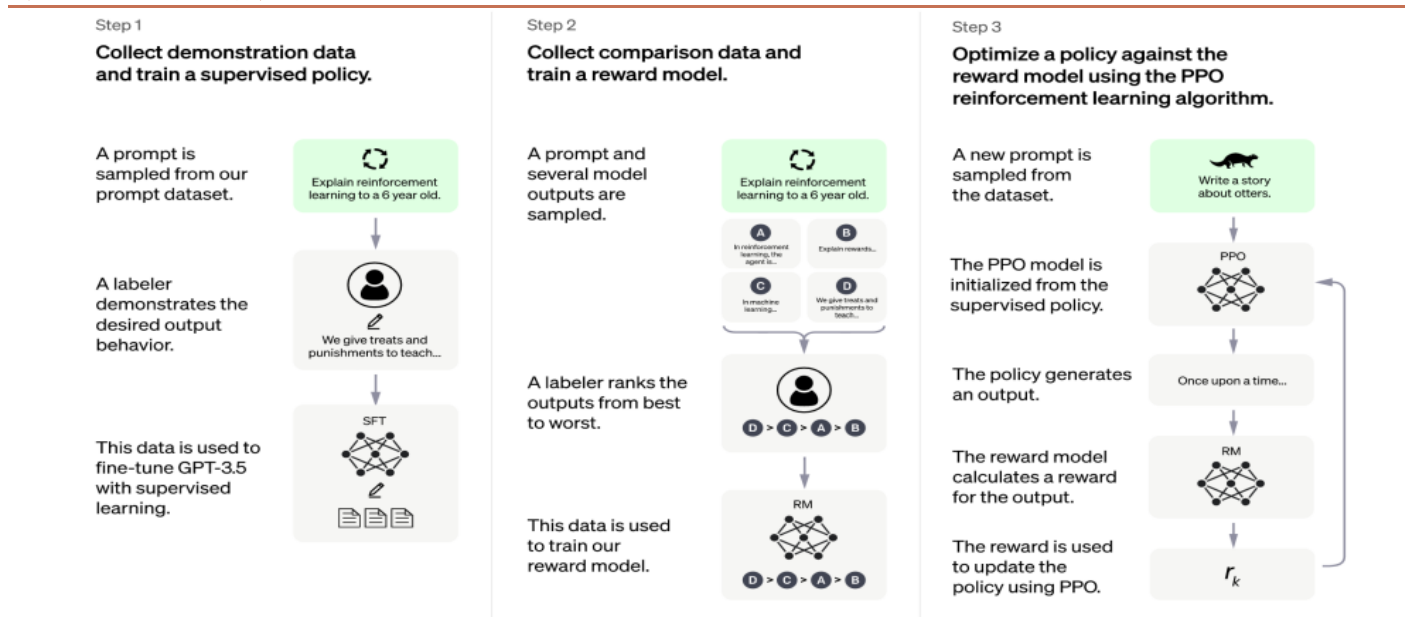 Step 1
Collect demonstration data
and train a supervised policy.
A prompt is
sampled from our
prompt dataset.
Explain reinforcement
learning to a 6 year old.
A labeler
demonstrates the
desired output
behavior.
We give treats and
punishments to teach...
This data is used to
fine-tune GPT-3.5
with supervised
learning.
SFT
Step 2
Collect comparison data and
train a reward model.
A prompt and
several model
outputs are
sampled.
Explain reinforcement
learning to a 6 year old.
A
In reinforcement
learning, the
agent is...
B
Explain rewards...
C
In machine
learning...
D
We give treats and
punishments to
teach...
A labeler ranks the
outputs from best
to worst.
D > C > A > B
This data is used
to train our
reward model.
RM
D > C > A > B
Step 3
Optimize a policy against the
reward model using the PPO
reinforcement learning algorithm.
A new prompt is
sampled from
the dataset.
Write a story
about otters.
The PPO model is
initialized from the
supervised policy.
PPO
The policy generates
an output.
Once upon a time...
The reward model
calculates a reward
for the output.
RM
The reward is used
to update the
policy using PPO.
r_k